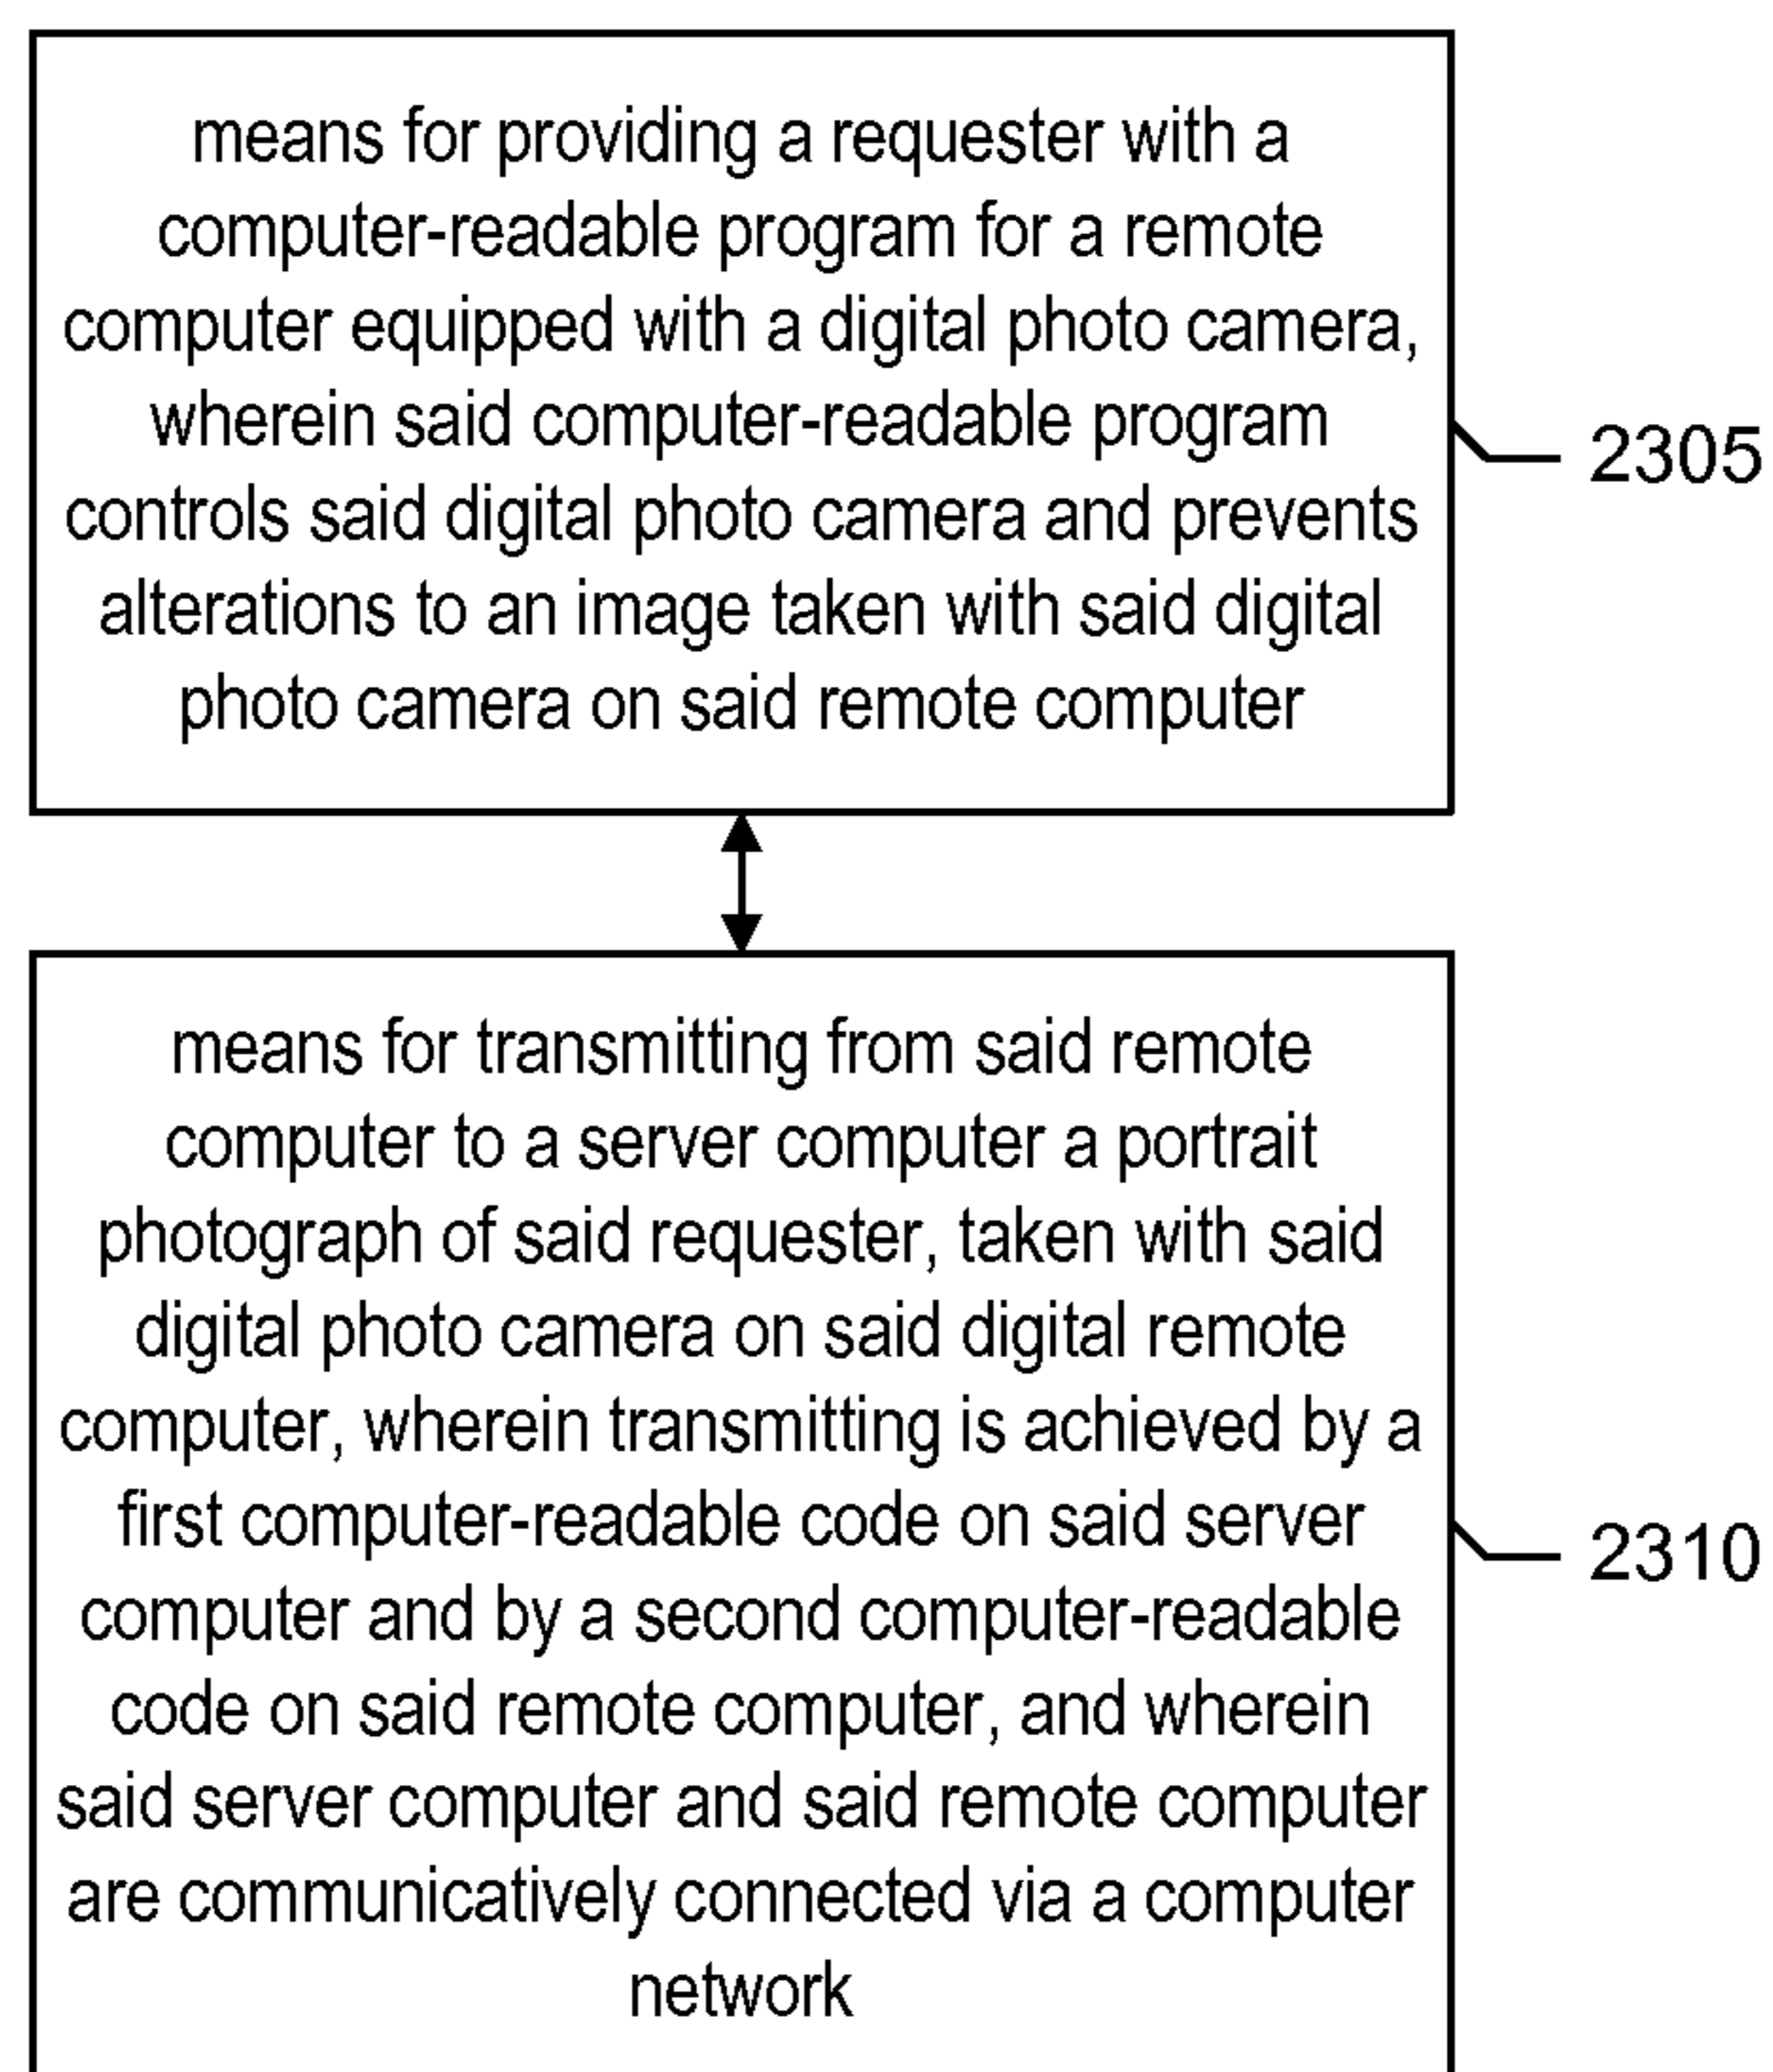 means for providing a requester with a
computer-readable program for a remote
computer equipped with a digital photo camera,
wherein said computer-readable program
controls said digital photo camera and prevents
alterations to an image taken with said digital
photo camera on said remote computer
2305
means for transmitting from said remote
computer to a server computer a portrait
photograph of said requester, taken with said
digital photo camera on said digital remote
computer, wherein transmitting is achieved by a
first computer-readable code on said server
computer and by a second computer-readable
code on said remote computer, and wherein
said server computer and said remote computer
are communicatively connected via a computer
network
2310